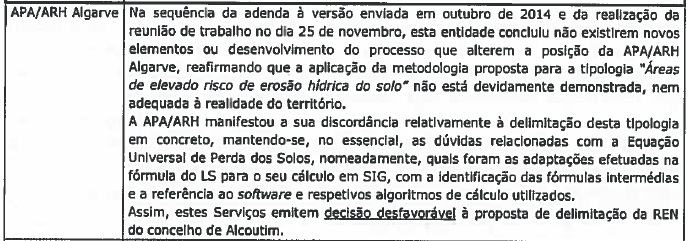 APA/ARH Algarve Na sequência da adenda à versão enviada em outubro de 2014 e da realização da
reunião de trabalho no dia 25 de novembro, esta entidade concluiu não existirem novos
elementos ou desenvolvimento do processo que alterem a posição da APA/ARH
Algarve, reafirmando que a aplicação da metodologia proposta para a tipologia "Áreas
de elevado risco de erosão hídrica do solo" não está devidamente demonstrada, nem
adequada à realidade do território.
A APA/ARH manifestou a sua discordância relativamente à delimitação desta tipologia
em concreto, mantendo-se, no essencial, as dúvidas relacionadas com a Equação
Universal de Perda dos Solos, nomeadamente, quais foram as adaptações efetuadas na
fórmula do LS para o seu cálculo em SIG, com a identificação das fórmulas intermédias
e a referência ao software e respetivos algoritmos de cálculo utilizados.
Assim, estes Serviços emitem decisão desfavorável à proposta de delimitação da REN
do concelho de Alcoutim.